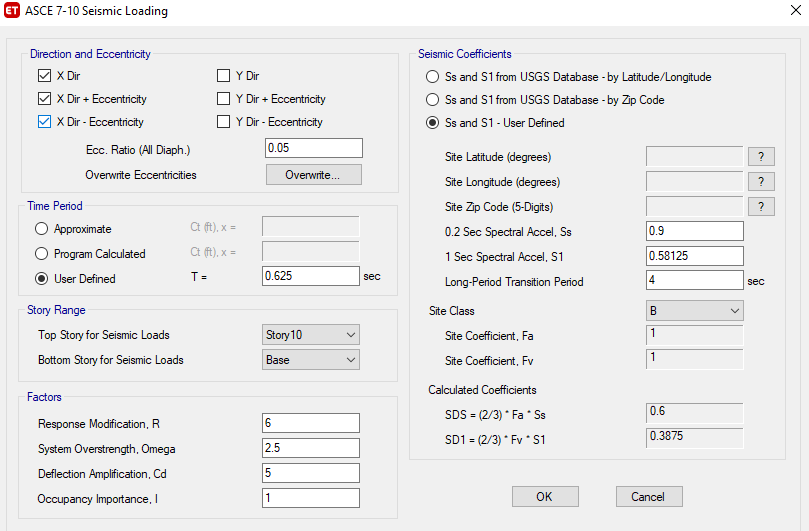 ET ASCE 7-10 Seismic Loading
Direction and Eccentricity
X Dir
Y Dir
X Dir + Eccentricity
Y Dir + Eccentricity
X Dir - Eccentricity
Y Dir - Eccentricity
Ecc. Ratio (All Diaph.)
0.05
Overwrite Eccentricities
Overwrite...
Time Period
Approximate
Ct (ft), x =
Program Calculated
Ct (ft), x =
User Defined
T =
0.625
sec
Story Range
Top Story for Seismic Loads
Story10
Bottom Story for Seismic Loads
Base
Factors
Response Modification, R
6
System Overstrength, Omega
2.5
Deflection Amplification, Cd
5
Occupancy Importance, I
1
Seismic Coefficients
Ss and S1 from USGS Database - by Latitude/Longitude
Ss and S1 from USGS Database - by Zip Code
Ss and S1 - User Defined
Site Latitude (degrees)
?
Site Longitude (degrees)
?
Site Zip Code (5-Digits)
?
0.2 Sec Spectral Accel, Ss
0.9
1 Sec Spectral Accel, S1
0.58125
Long-Period Transition Period
4
sec
Site Class
B
Site Coefficient, Fa
1
Site Coefficient, Fv
1
Calculated Coefficients
SDS = (2/3) * Fa * Ss
0.6
SD1 = (2/3) * Fv * S1
0.3875
OK
Cancel